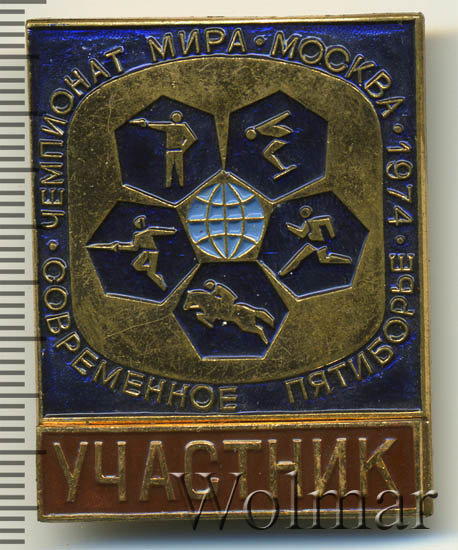 ЧЕМПИОНАТ МИРА · МОСКВА · 1974 ·
СОВРЕМЕННОЕ ПЯТИБОРЬЕ
УЧАСТНИК
Wolmar